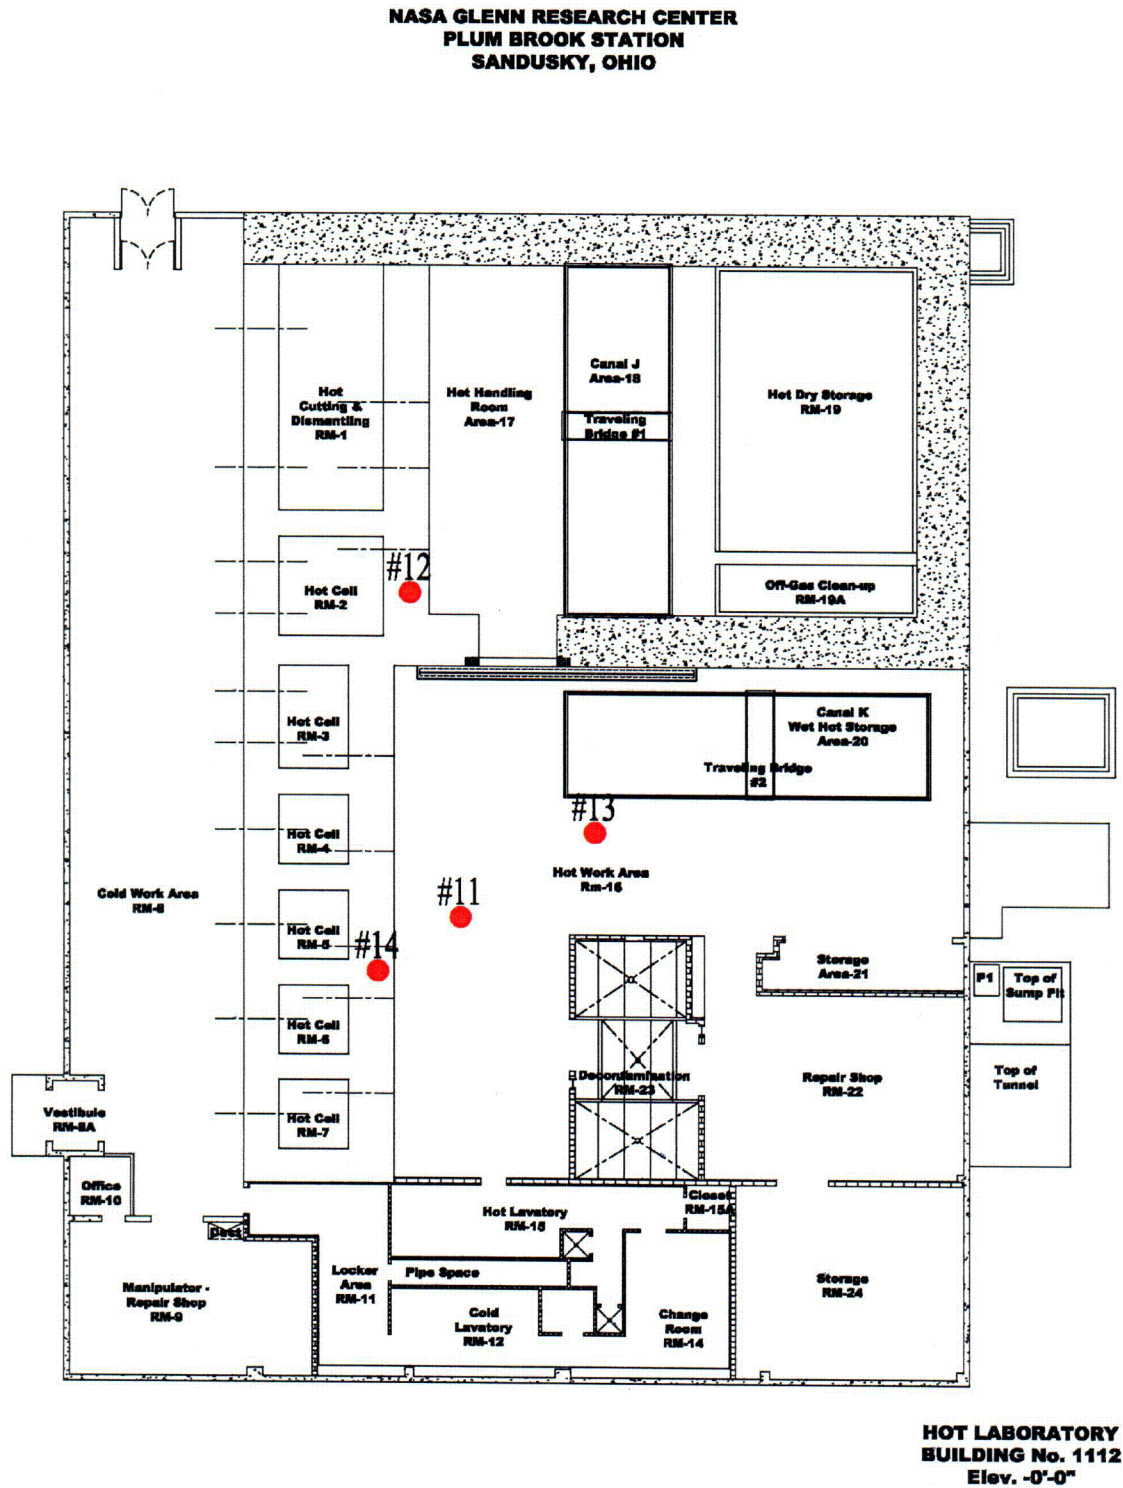 NASA GLENN RESEARCH CENTER
PLUM BROOK STATION
SANDUSKY, OHIO
Canal J
Area-18
Hot
Cutting &
Dismantling
RM-1
Hot Handling
Room
Area-17
Hot Dry Storage
RM-19
Traveling
Bridge #1
#12
Hot Cell
RM-2
Off-Gas Clean-up
RM-19A
Hot Cell
RM-3
Canal K
Wet Hot Storage
Area-20
Traveling Bridge
#2
#13
Hot Cell
RM-4
Hot Work Area
Rm-16
Cold Work Area
RM-8
#11
Hot Cell
RM-5
#14
Storage
Area-21
P1
Top of
Sump Pit
Hot Cell
RM-6
Decontamination
RM-23
Repair Shop
RM-22
Top of
Tunnel
Vestibule
RM-8A
Hot Cell
RM-7
Office
RM-10
Closet
RM-15A
Hot Lavatory
RM-15
Duct
Locker
Area
RM-11
Pipe Space
Manipulator -
Repair Shop
RM-9
Storage
RM-24
Cold
Lavatory
RM-12
Change
Room
RM-14
HOT LABORATORY
BUILDING No. 1112
Elev. -0'-0"